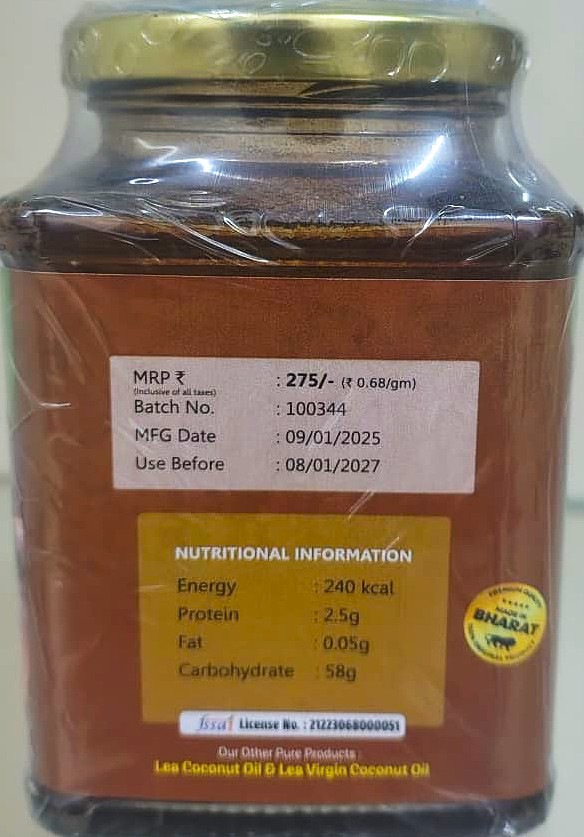 MRP ₹ : 275/- (₹ 0.68/gm)
(Inclusive of all taxes)
Batch No. : 100344
MFG Date : 09/01/2025
Use Before : 08/01/2027
NUTRITIONAL INFORMATION
Energy : 240 kcal
Protein : 2.5g
Fat : 0.05g
Carbohydrate : 58g
PREMIUM QUALITY
MADE IN
BHARAT
fssai License No. : 21223068000051
Our Other Pure Products :
Lea Coconut Oil & Lea Virgin Coconut Oil